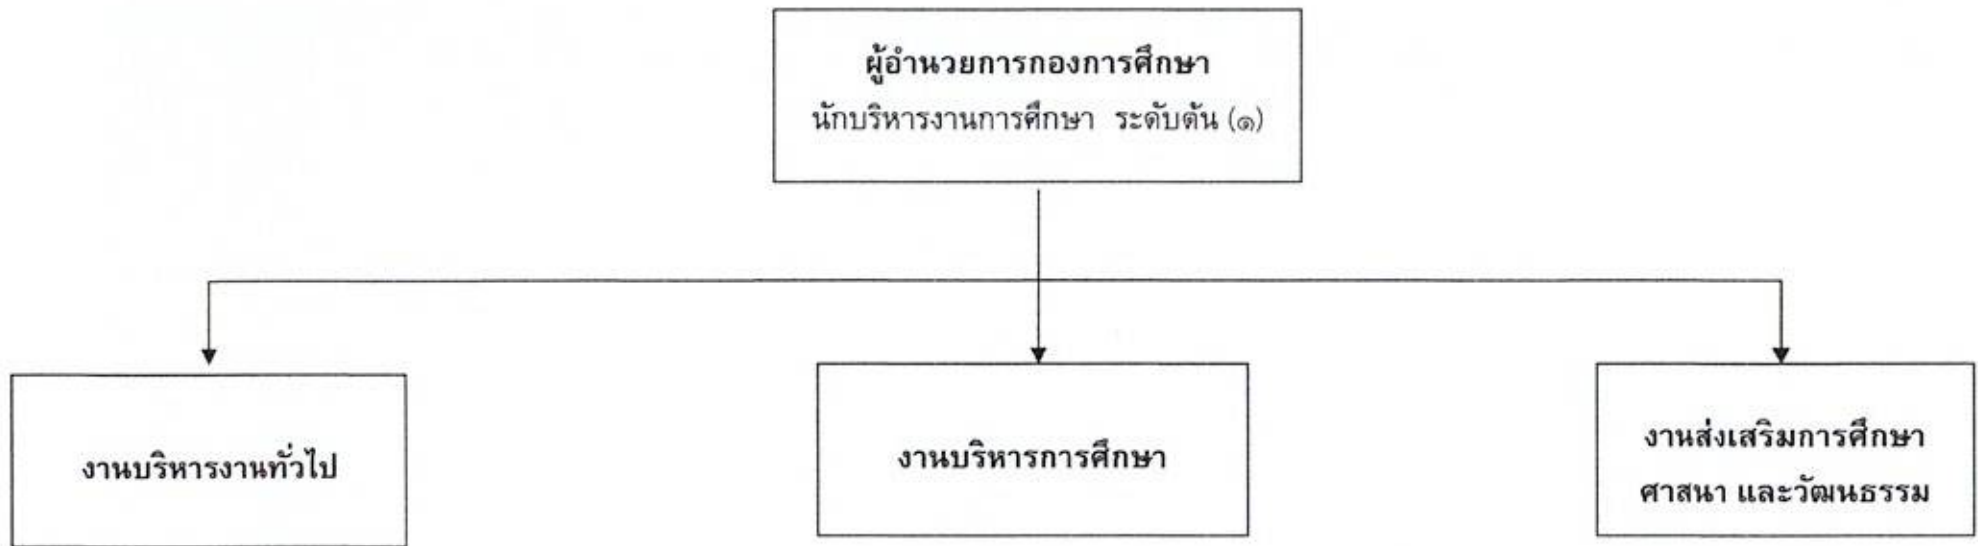 ผู้อำนวยการกองการศึกษา
นักบริหารงานการศึกษา ระดับต้น (๑)
งานบริหารงานทั่วไป
งานบริหารการศึกษา
งานส่งเสริมการศึกษา
ศาสนา และวัฒนธรรม